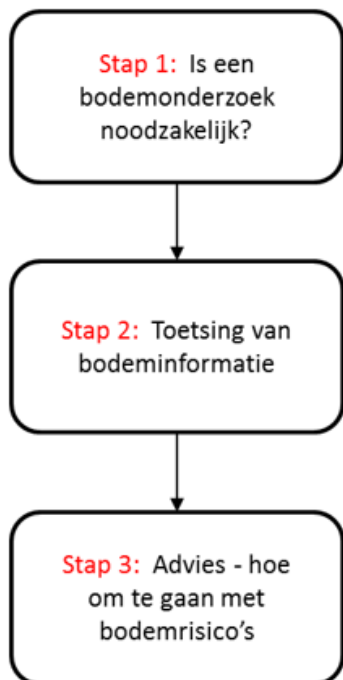 Stap 1: Is een
bodemonderzoek
noodzakelijk?
Stap 2: Toetsing van
bodeminformatie
Stap 3: Advies - hoe
om te gaan met
bodemrisico's